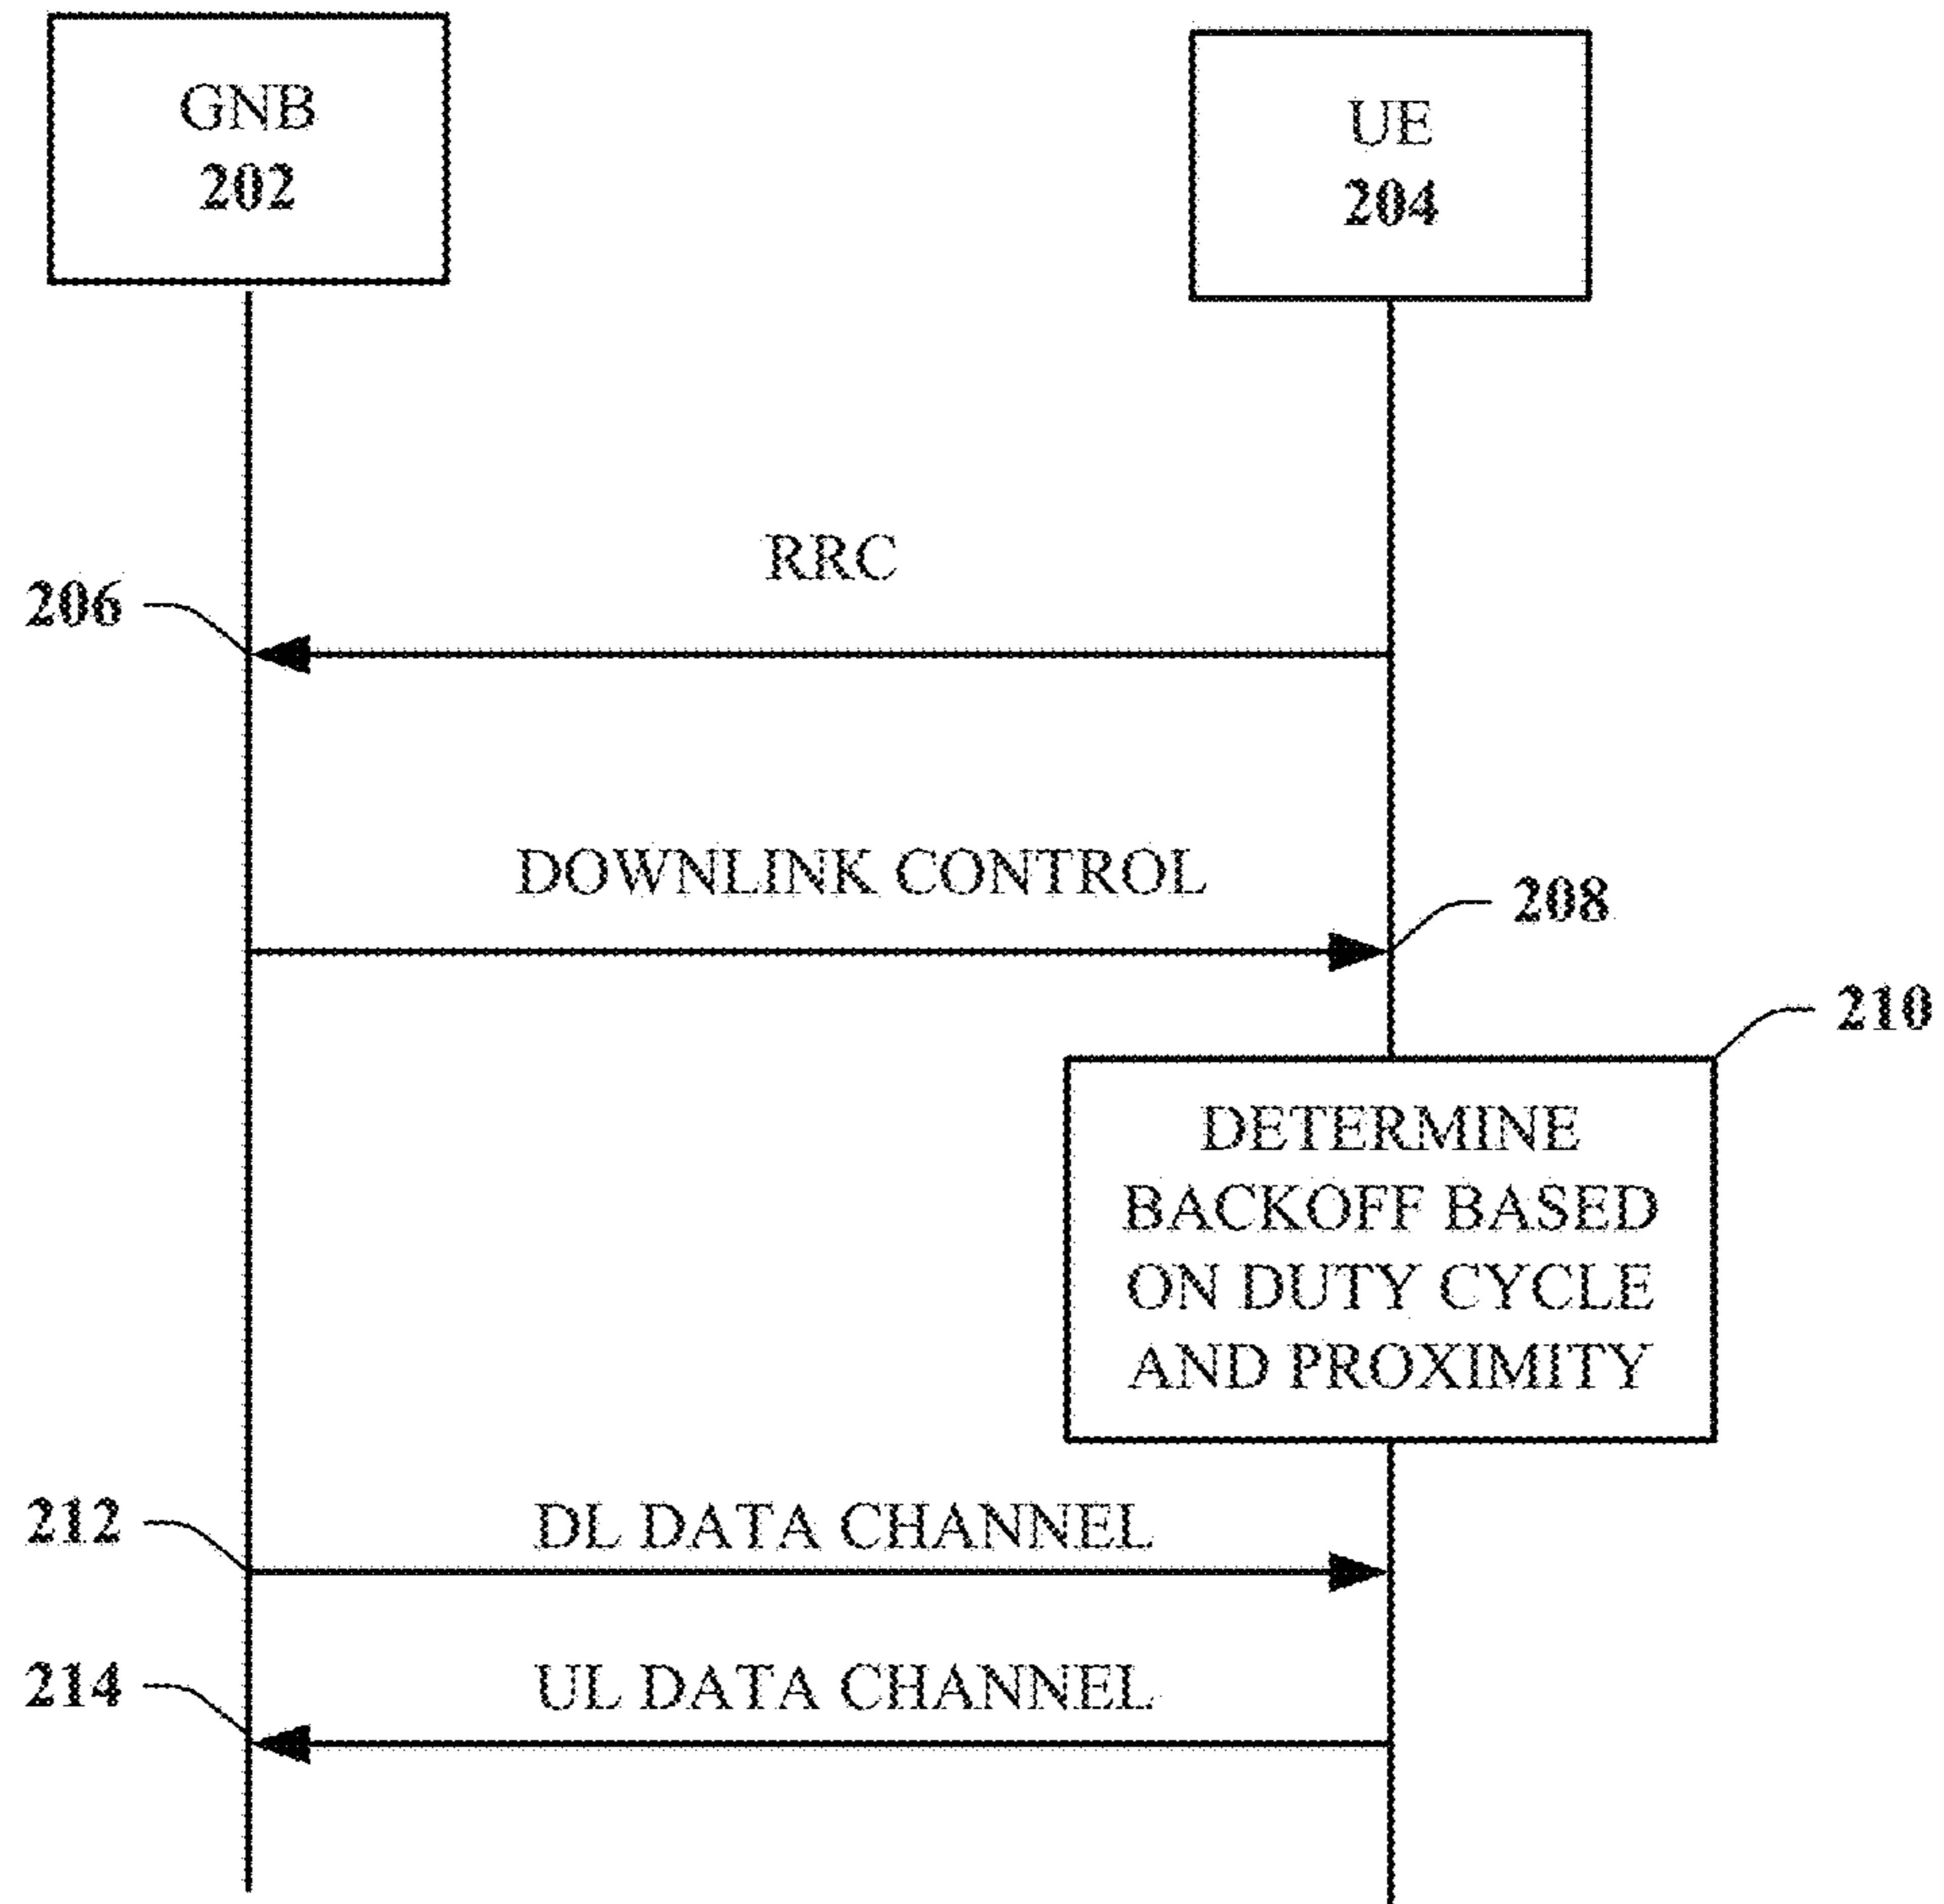 GNB
202
UE
204
RRC
206
DOWNLINK CONTROL
208
210
DETERMINE
BACKOFF BASED
ON DUTY CYCLE
AND PROXIMITY
212
DL DATA CHANNEL
214
UL DATA CHANNEL